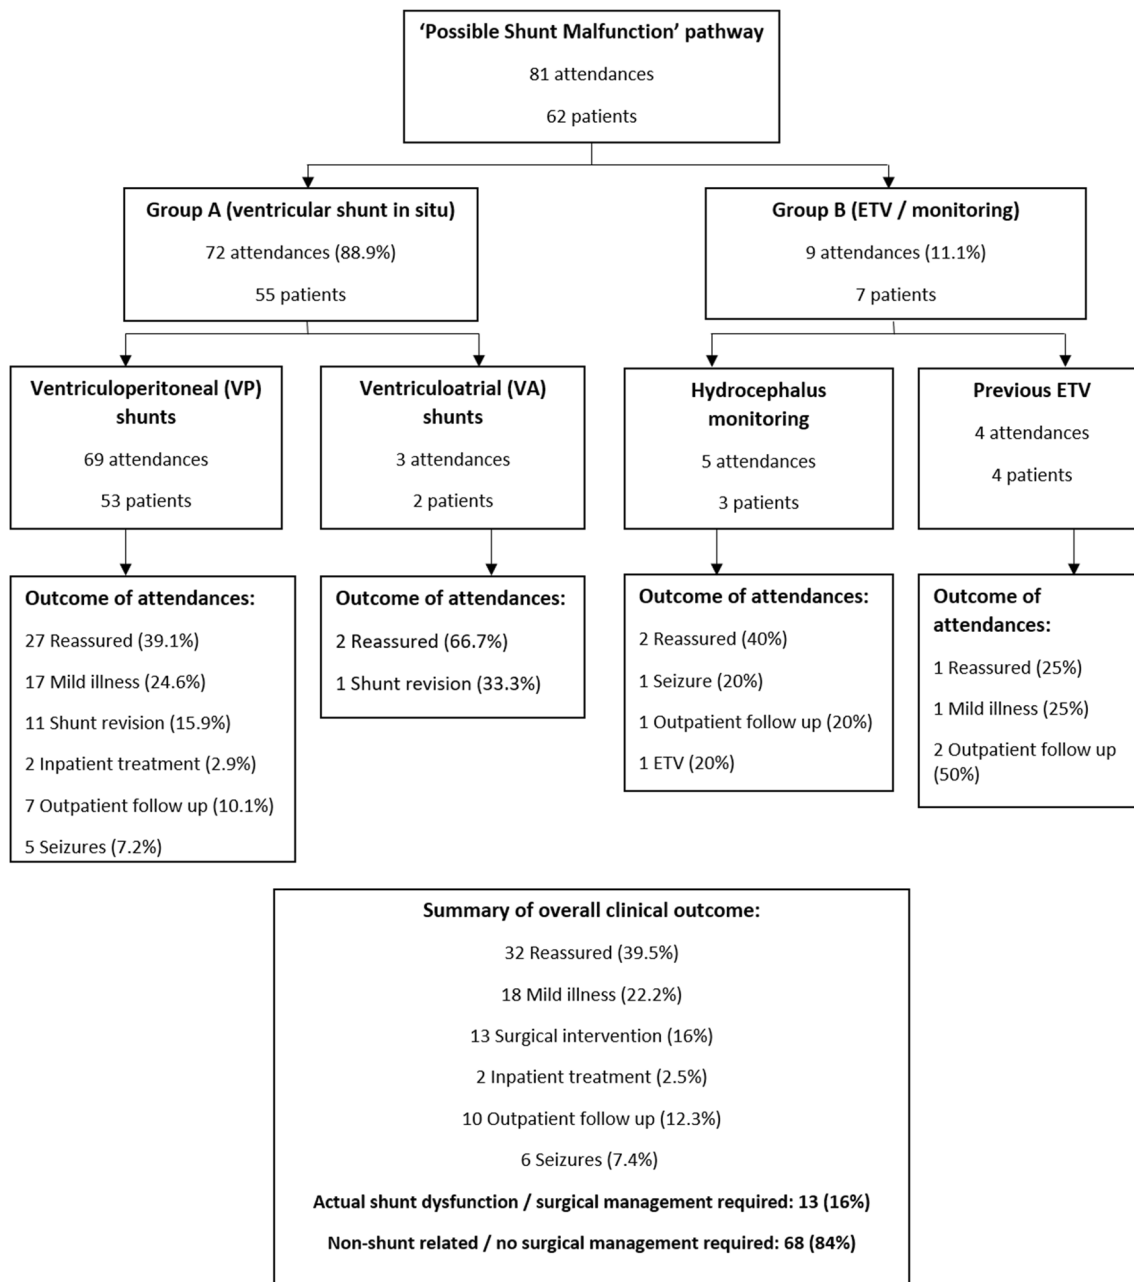 ‘Possible Shunt Malfunction’ pathway
81 attendances
62 patients
Group A (ventricular shunt in situ)
72 attendances (88.9%)
55 patients
Group B (ETV / monitoring)
9 attendances (11.1%)
7 patients
Ventriculoperitoneal (VP)
shunts
69 attendances
53 patients
Ventriculoatrial (VA)
shunts
3 attendances
2 patients
Hydrocephalus
monitoring
5 attendances
3 patients
Previous ETV
4 attendances
4 patients
Outcome of attendances:
27 Reassured (39.1%)
17 Mild illness (24.6%)
11 Shunt revision (15.9%)
2 Inpatient treatment (2.9%)
7 Outpatient follow up (10.1%)
5 Seizures (7.2%)
Outcome of attendances:
2 Reassured (66.7%)
1 Shunt revision (33.3%)
Outcome of attendances:
2 Reassured (40%)
1 Seizure (20%)
1 Outpatient follow up (20%)
1 ETV (20%)
Outcome of
attendances:
1 Reassured (25%)
1 Mild illness (25%)
2 Outpatient follow up
(50%)
Summary of overall clinical outcome:
32 Reassured (39.5%)
18 Mild illness (22.2%)
13 Surgical intervention (16%)
2 Inpatient treatment (2.5%)
10 Outpatient follow up (12.3%)
6 Seizures (7.4%)
Actual shunt dysfunction / surgical management required: 13 (16%)
Non-shunt related / no surgical management required: 68 (84%)